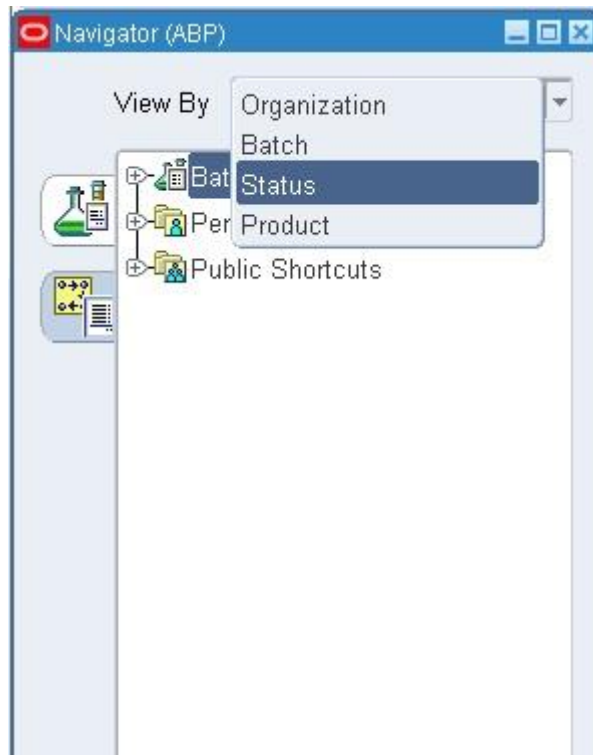 Navigator (ABP)
View By
Organization
Batch
Status
Product
Bat
Per
Public Shortcuts